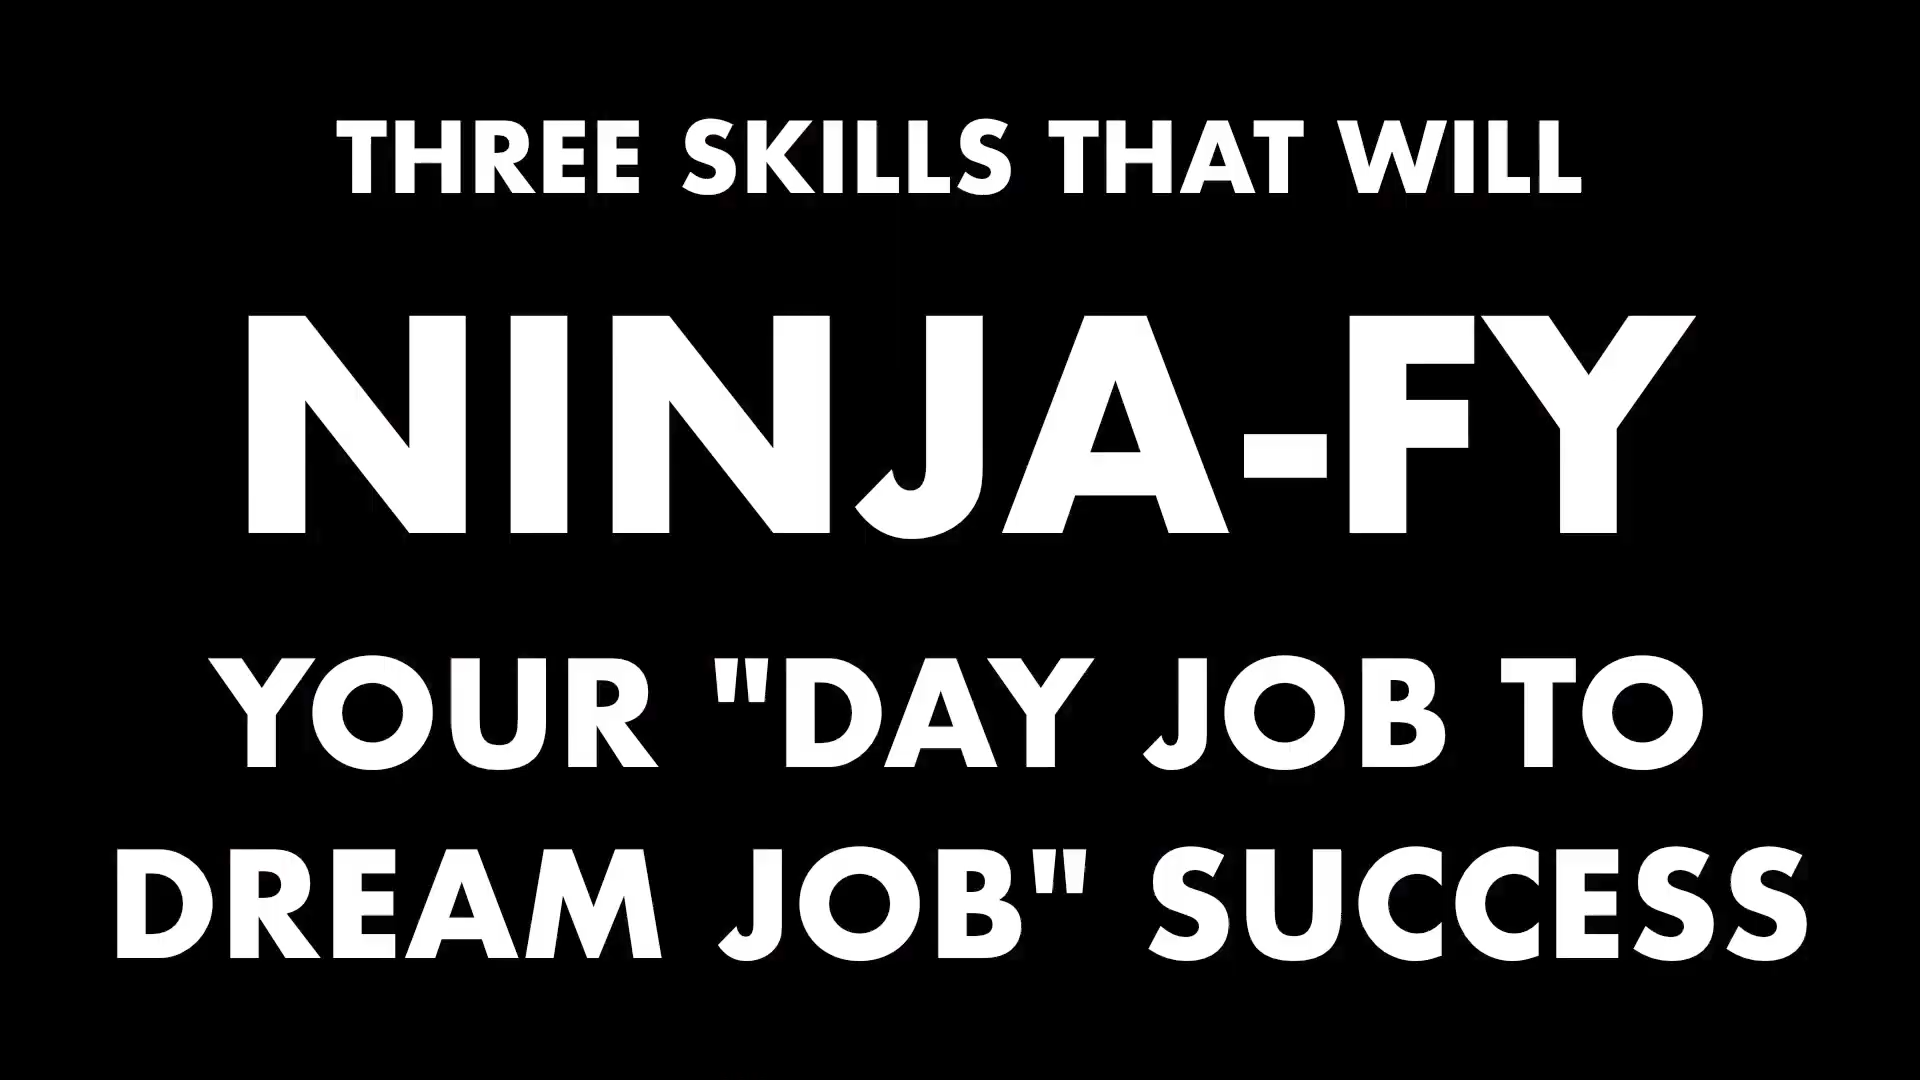 THREE SKILLS THAT WILL
NINJA-FY
YOUR "DAY JOB TO
DREAM JOB" SUCCESS